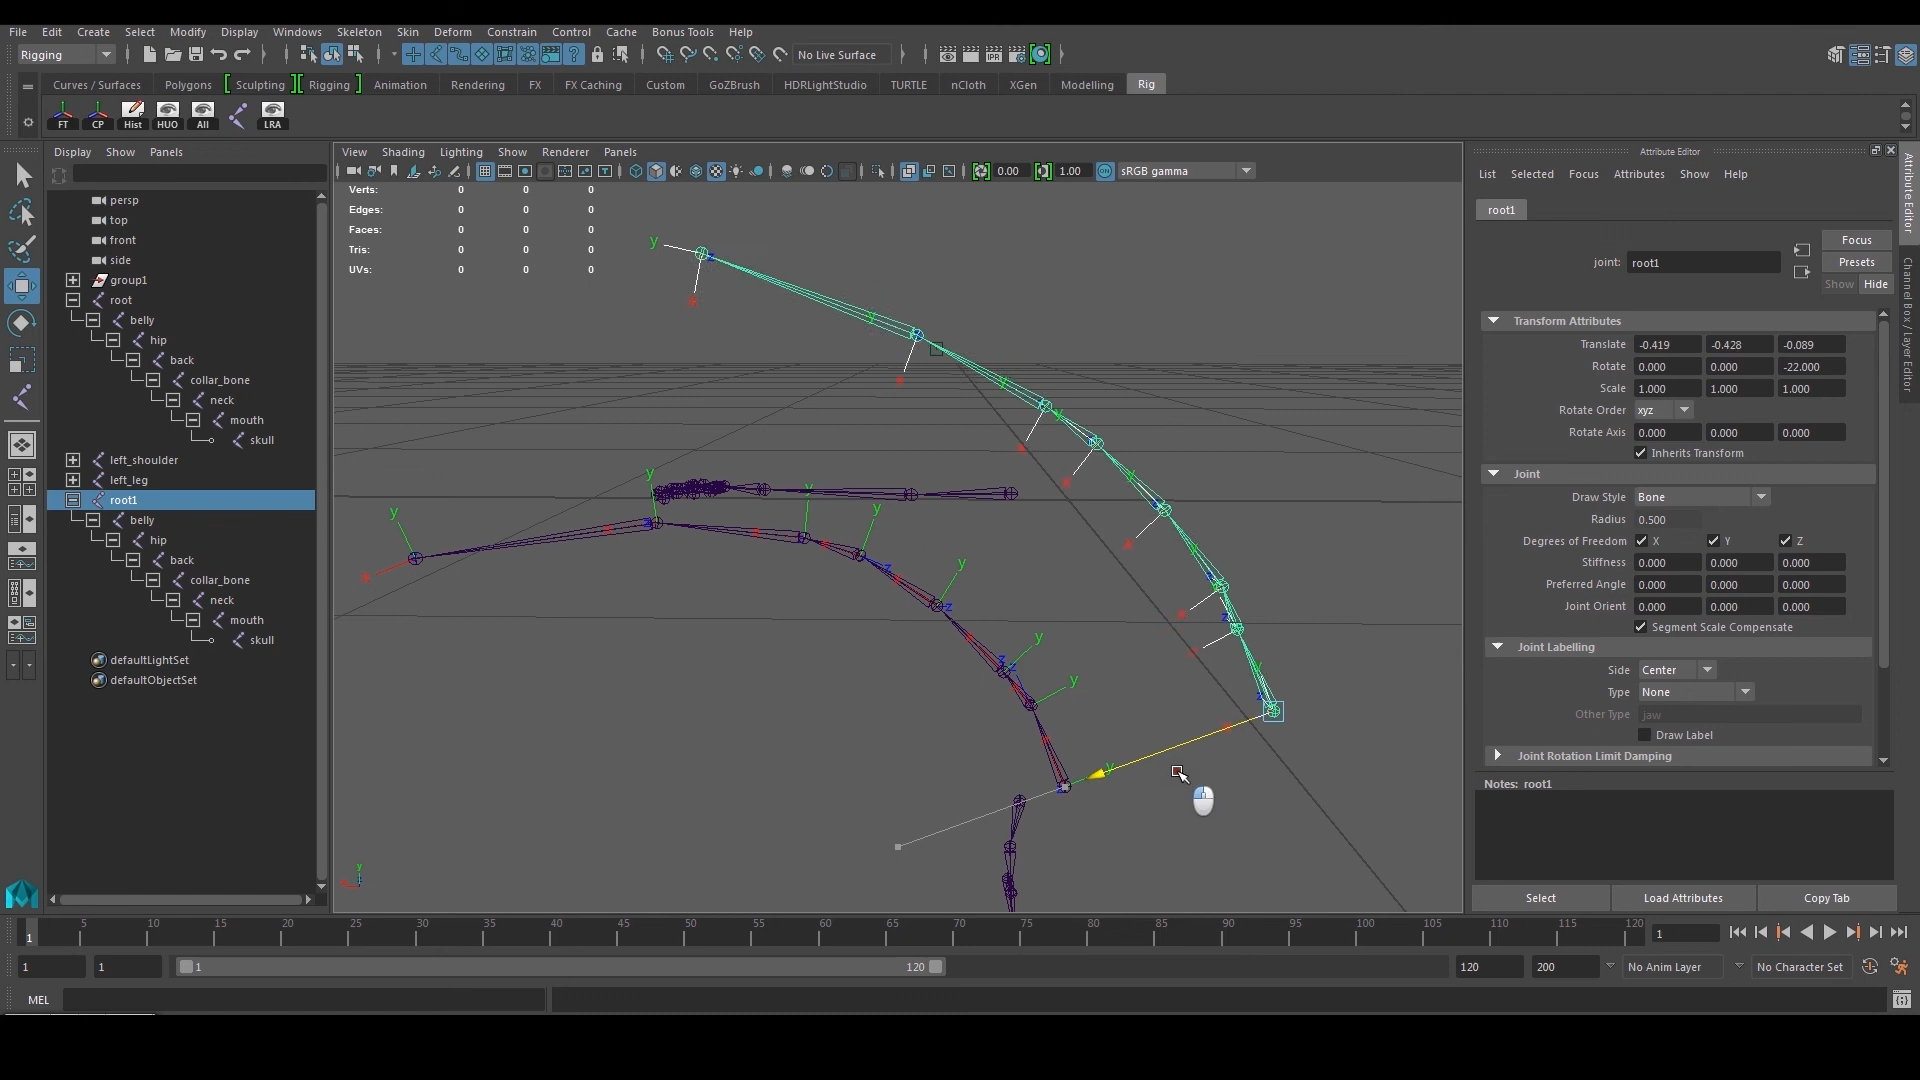 File Edit Create Select Modify Display Windows Skeleton Skin Deform Constrain Control Cache Bonus Tools Help
Rigging
No Live Surface
Curves / Surfaces Polygons Sculpting Rigging Animation Rendering FX FX Caching Custom GoZBrush HDRLightStudio TURTLE nCloth XGen Modelling Rig
FT CP Hist HUO All LRA
Display Show Panels
View Shading Lighting Show Renderer Panels
0.00 1.00 sRGB gamma
Verts: 0 0 0
Edges: 0 0 0
Faces: 0 0 0
Tris: 0 0 0
UVs: 0 0 0
persp
top
front
side
group1
root
belly
hip
back
collar_bone
neck
mouth
skull
left_shoulder
left_leg
root1
belly
hip
back
collar_bone
neck
mouth
skull
defaultLightSet
defaultObjectSet
Attribute Editor
List Selected Focus Attributes Show Help
root1
joint: root1
Focus
Presets
Show Hide
Transform Attributes
Translate -0.419 -0.428 -0.089
Rotate 0.000 0.000 -22.000
Scale 1.000 1.000 1.000
Rotate Order xyz
Rotate Axis 0.000 0.000 0.000
Inherits Transform
Joint
Draw Style Bone
Radius 0.500
Degrees of Freedom X Y Z
Stiffness 0.000 0.000 0.000
Preferred Angle 0.000 0.000 0.000
Joint Orient 0.000 0.000 0.000
Segment Scale Compensate
Joint Labelling
Side Center
Type None
Other Type jaw
Draw Label
Joint Rotation Limit Damping
Notes: root1
Select Load Attributes Copy Tab
Attribute Editor
Channel Box / Layer Editor
1 5 10 15 20 25 30 35 40 45 50 55 60 65 70 75 80 85 90 95 100 105 110 115 120 1
1 1 1 120 120 200 No Anim Layer No Character Set
MEL